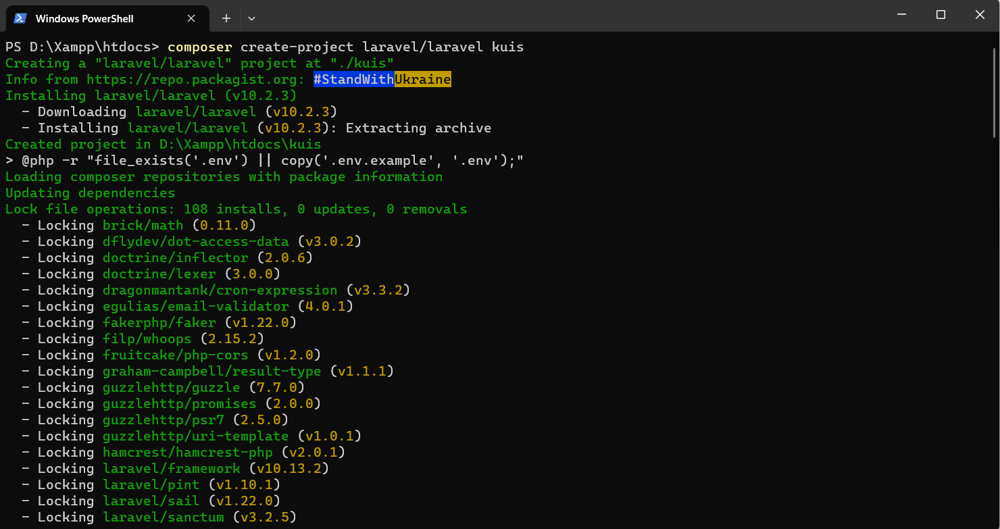 Windows PowerShell
PS D:\Xampp\htdocs> composer create-project laravel/laravel kuis
Creating a "laravel/laravel" project at "./kuis"
Info from https://repo.packagist.org: #StandWithUkraine
Installing laravel/laravel (v10.2.3)
  - Downloading laravel/laravel (v10.2.3)
  - Installing laravel/laravel (v10.2.3): Extracting archive
Created project in D:\Xampp\htdocs\kuis
> @php -r "file_exists('.env') || copy('.env.example', '.env');"
Loading composer repositories with package information
Updating dependencies
Lock file operations: 108 installs, 0 updates, 0 removals
  - Locking brick/math (0.11.0)
  - Locking dflydev/dot-access-data (v3.0.2)
  - Locking doctrine/inflector (2.0.6)
  - Locking doctrine/lexer (3.0.0)
  - Locking dragonmantank/cron-expression (v3.3.2)
  - Locking egulias/email-validator (4.0.1)
  - Locking fakerphp/faker (v1.22.0)
  - Locking filp/whoops (2.15.2)
  - Locking fruitcake/php-cors (v1.2.0)
  - Locking graham-campbell/result-type (v1.1.1)
  - Locking guzzlehttp/guzzle (7.7.0)
  - Locking guzzlehttp/promises (2.0.0)
  - Locking guzzlehttp/psr7 (2.5.0)
  - Locking guzzlehttp/uri-template (v1.0.1)
  - Locking hamcrest/hamcrest-php (v2.0.1)
  - Locking laravel/framework (v10.13.2)
  - Locking laravel/pint (v1.10.1)
  - Locking laravel/sail (v1.22.0)
  - Locking laravel/sanctum (v3.2.5)